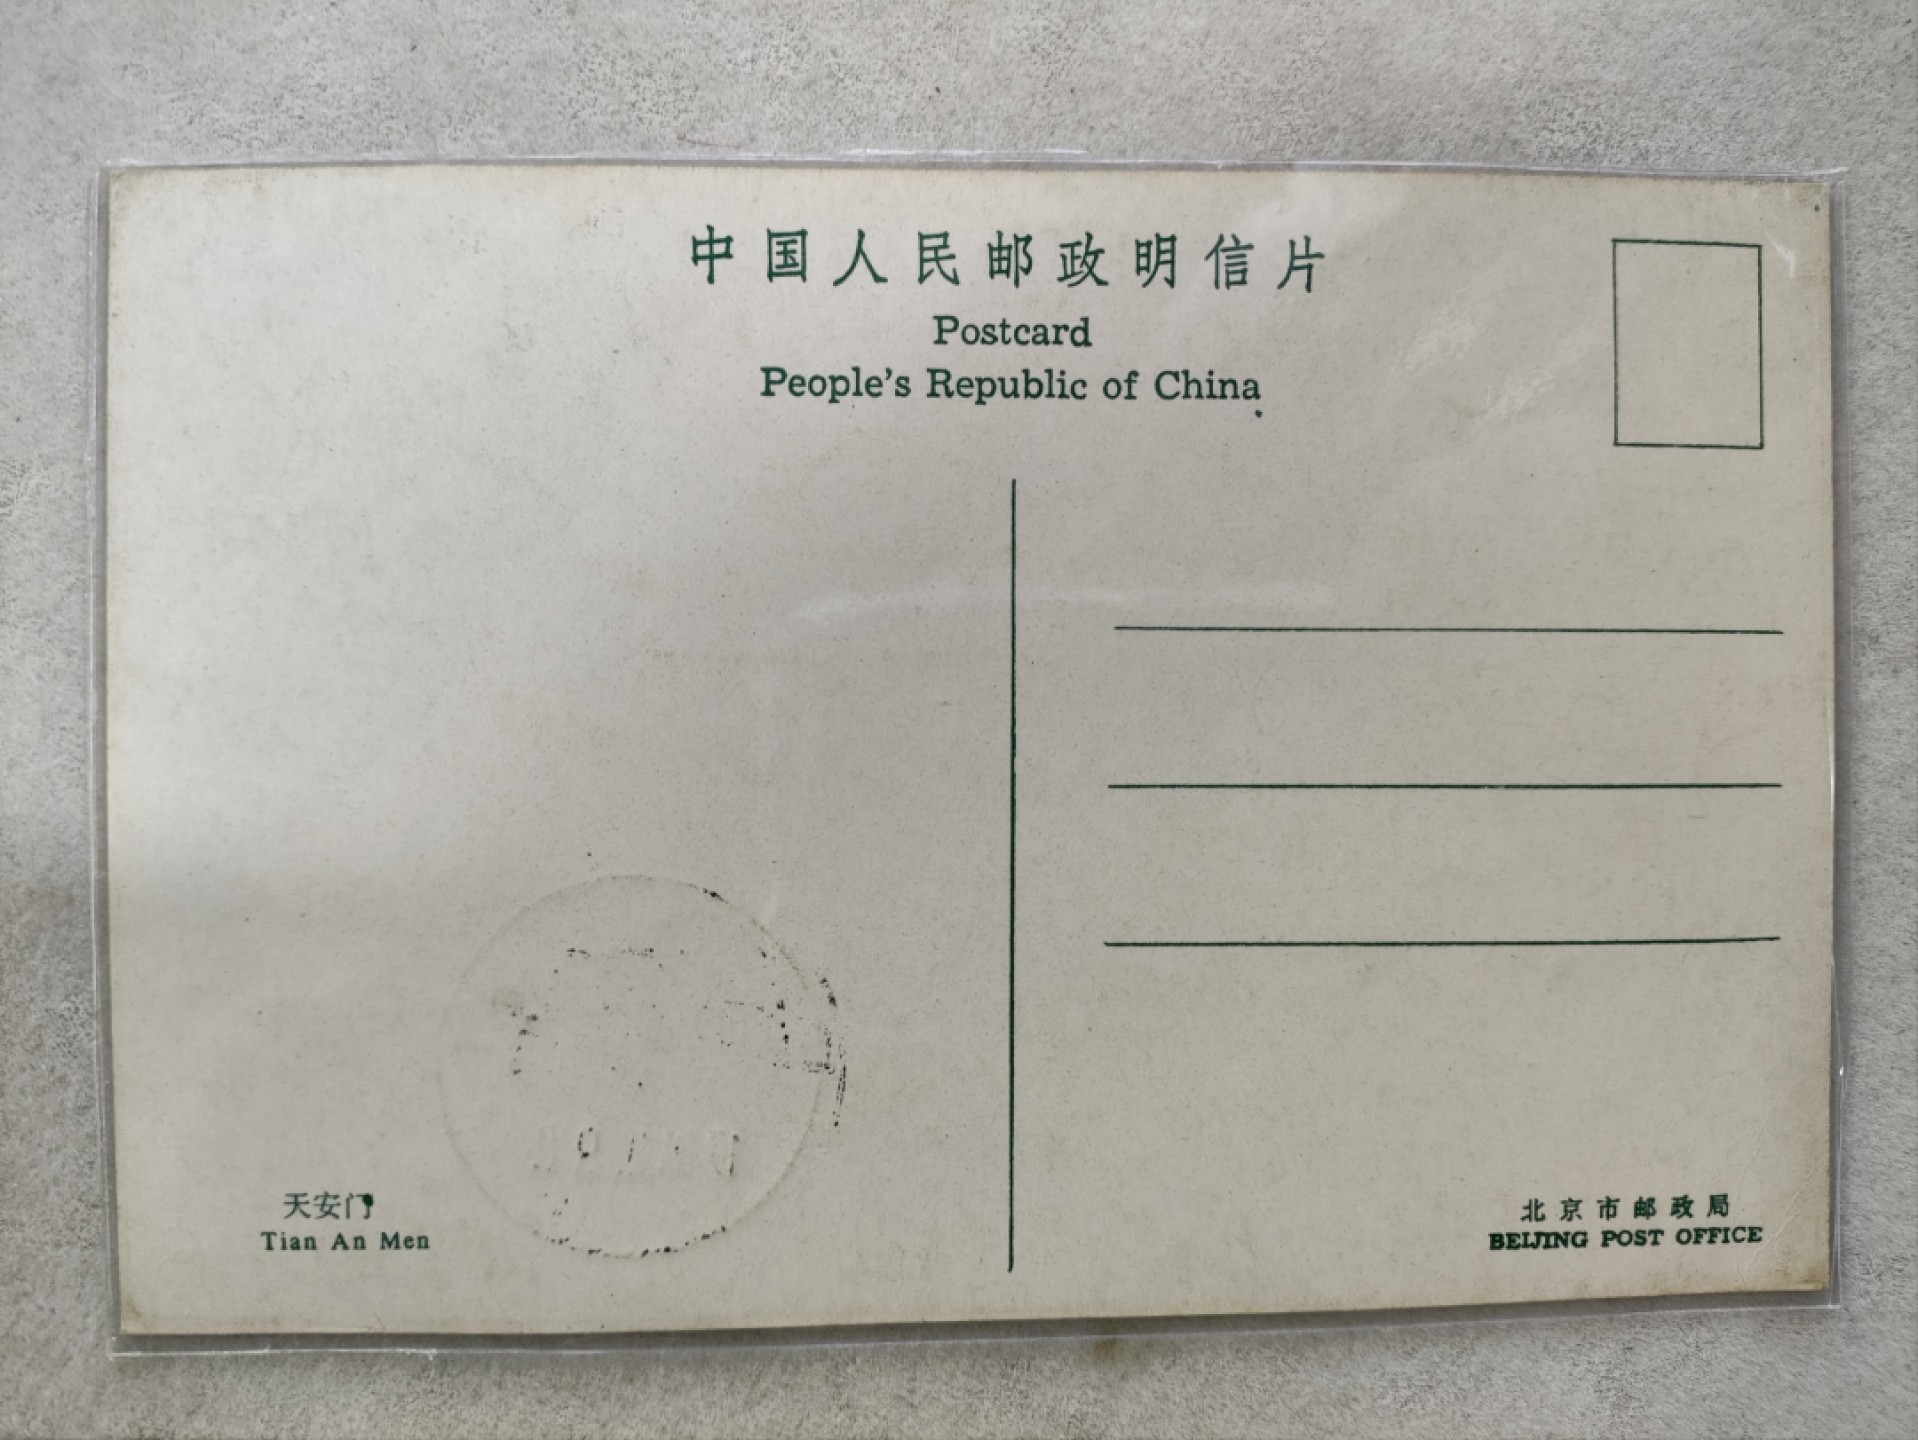 中国人民邮政明信片
Postcard
People's Republic of China
天安门
Tian An Men
北京市邮政局
BEIJING POST OFFICE